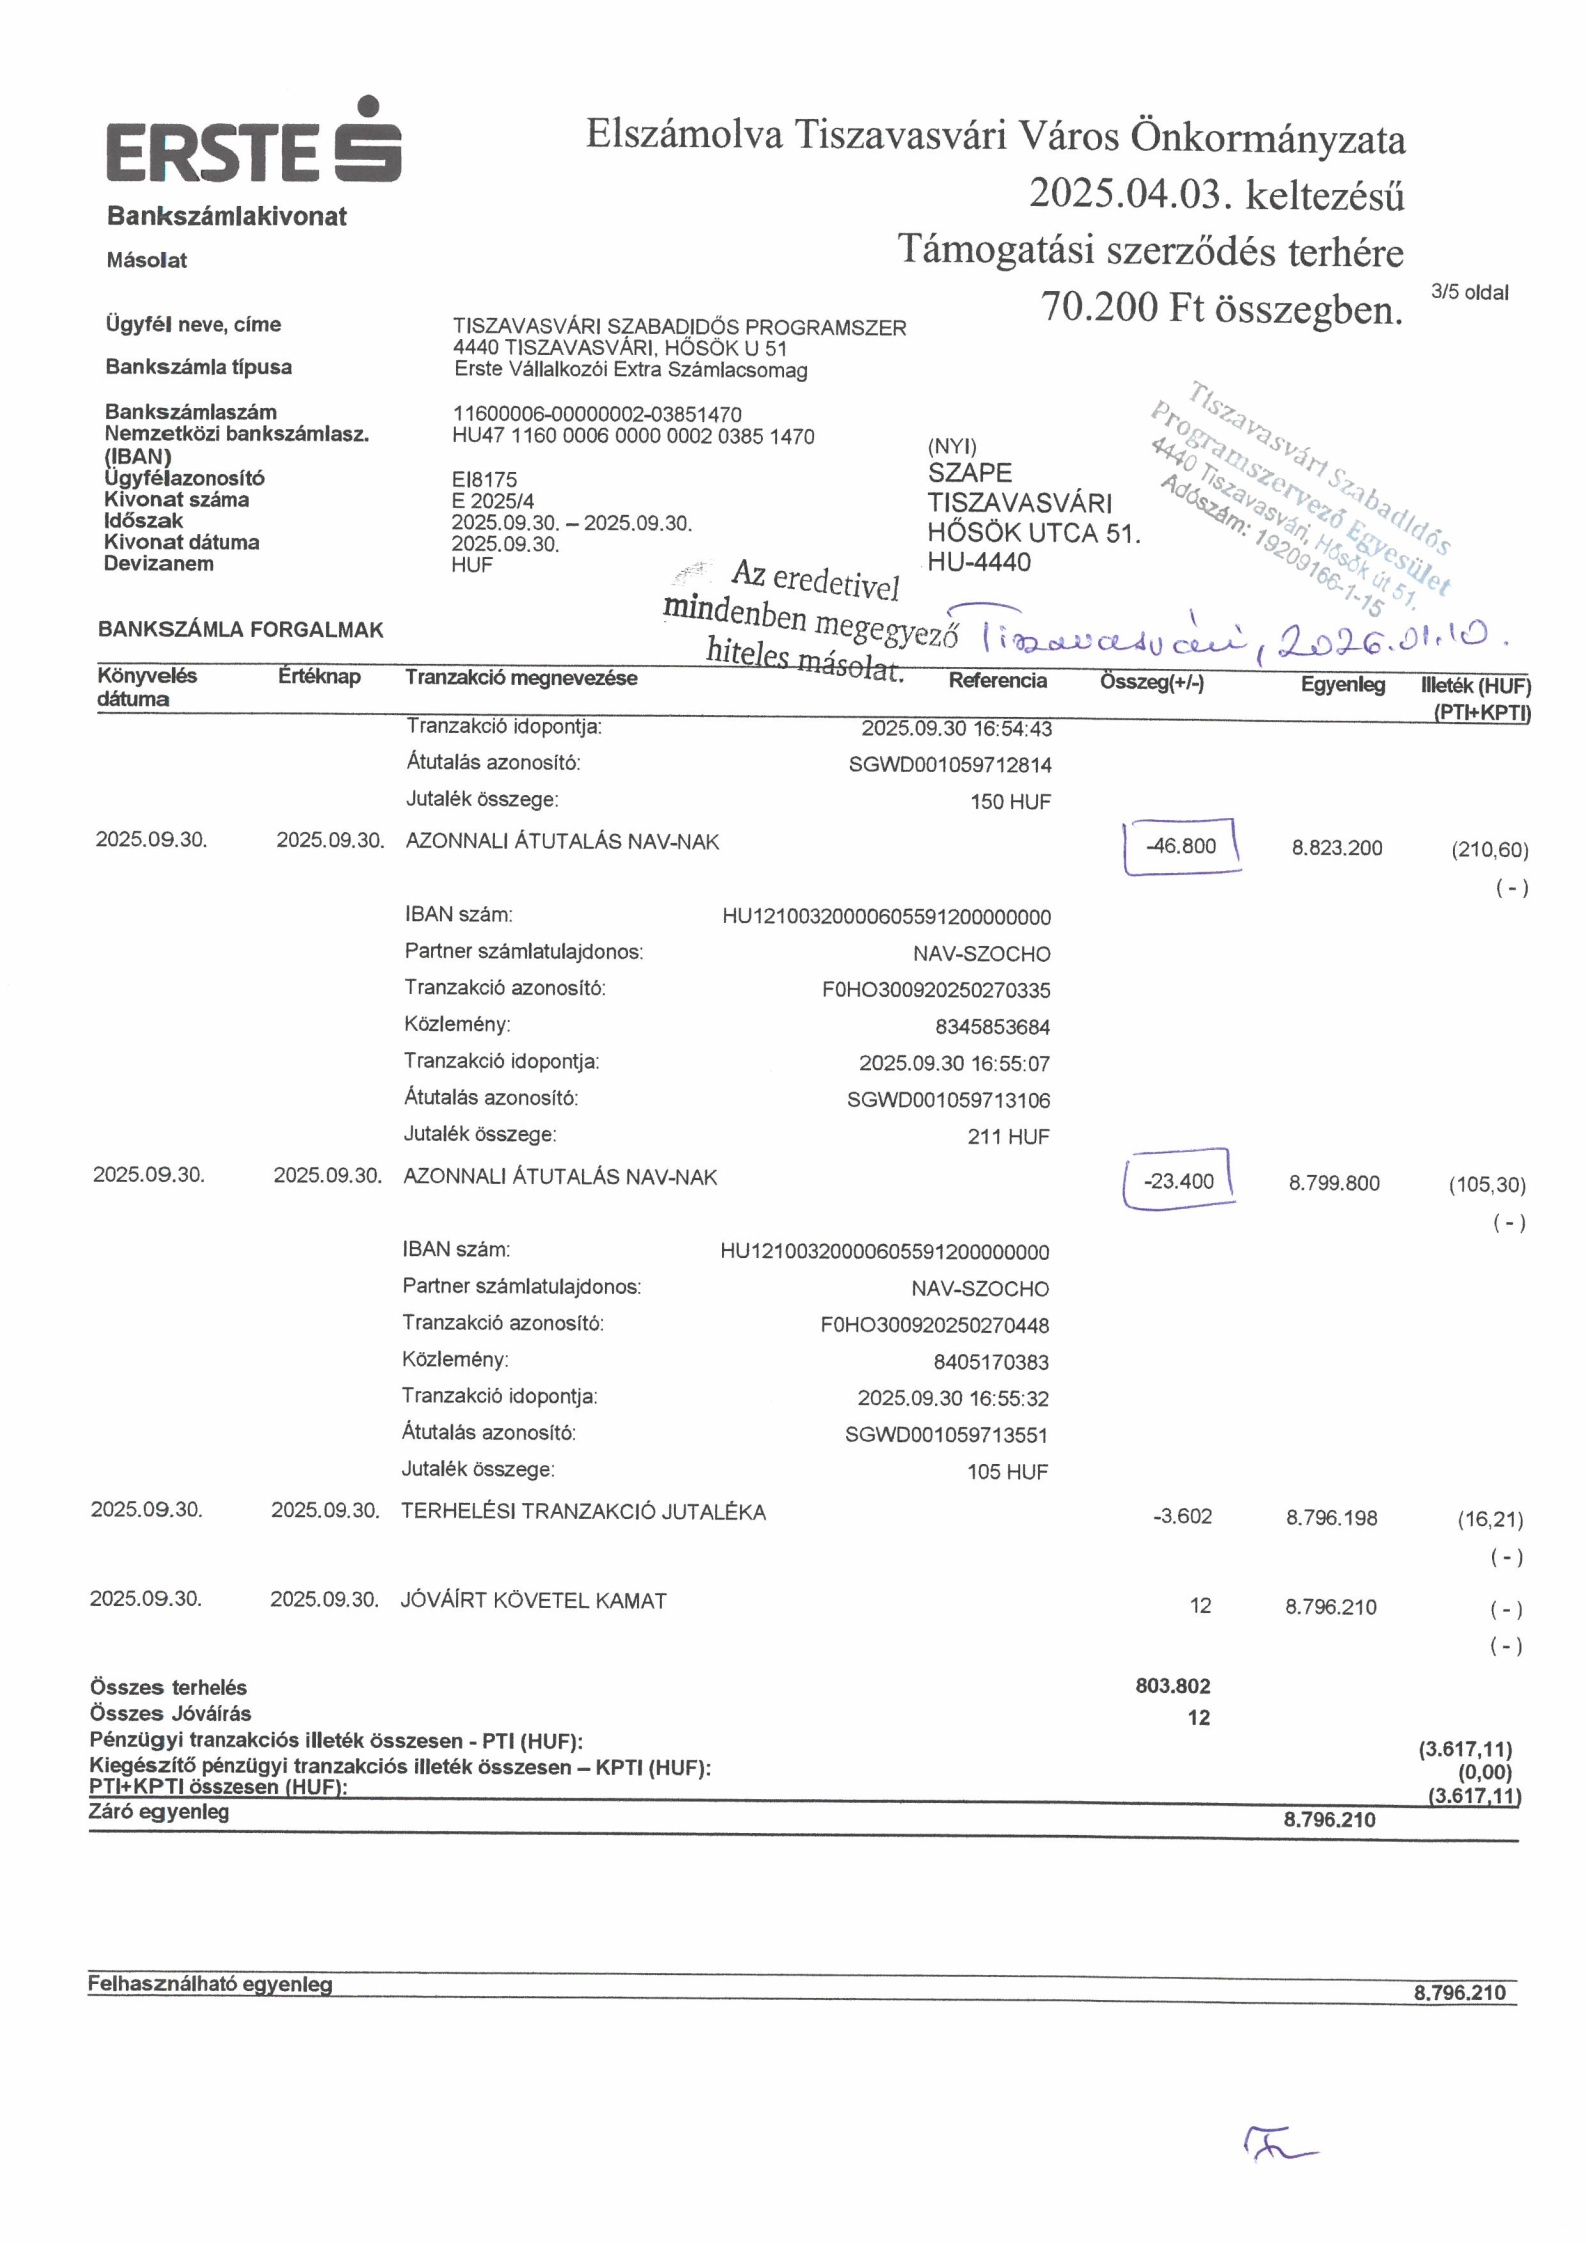 ERSTE
Bankszámlakivonat
Másolat
Elszámolva Tiszavasvári Város Önkormányzata
2025.04.03. keltezésű
Támogatási szerződés terhére
70.200 Ft összegben.
3/5 oldal
Ügyfél neve, címe TISZAVASVÁRI SZABADIDŐS PROGRAMSZER
4440 TISZAVASVÁRI, HŐSÖK U 51
Bankszámla típusa Erste Vállalkozói Extra Számlacsomag
Bankszámlaszám 11600006-00000002-03851470
Nemzetközi bankszámlasz. HU47 1160 0006 0000 0002 0385 1470
(IBAN)
Ügyfélazonosító EI8175
Kivonat száma E 2025/4
Időszak 2025.09.30. – 2025.09.30.
Kivonat dátuma 2025.09.30.
Devizanem HUF
(NYI)
SZAPE
TISZAVASVÁRI
HŐSÖK UTCA 51.
HU-4440
Tiszavasvári Szabadidős
Programszervező Egyesület
4440 Tiszavasvári, Hősök út 51.
Adószám: 19209166-1-15
Az eredetivel
mindenben megegyező
hiteles másolat.
Tiszavasvári, 2026.01.10.
BANKSZÁMLA FORGALMAK
Könyvelés dátuma Értéknap Tranzakció megnevezése Referencia Összeg(+/-) Egyenleg Illeték (HUF) (PTI+KPTI)
Tranzakció idopontja: 2025.09.30 16:54:43
Átutalás azonosító: SGWD001059712814
Jutalék összege: 150 HUF
2025.09.30. 2025.09.30. AZONNALI ÁTUTALÁS NAV-NAK -46.800 8.823.200 (210,60)
( - )
IBAN szám: HU12100320000605591200000000
Partner számlatulajdonos: NAV-SZOCHO
Tranzakció azonosító: F0HO300920250270335
Közlemény: 8345853684
Tranzakció idopontja: 2025.09.30 16:55:07
Átutalás azonosító: SGWD001059713106
Jutalék összege: 211 HUF
2025.09.30. 2025.09.30. AZONNALI ÁTUTALÁS NAV-NAK -23.400 8.799.800 (105,30)
( - )
IBAN szám: HU12100320000605591200000000
Partner számlatulajdonos: NAV-SZOCHO
Tranzakció azonosító: F0HO300920250270448
Közlemény: 8405170383
Tranzakció idopontja: 2025.09.30 16:55:32
Átutalás azonosító: SGWD001059713551
Jutalék összege: 105 HUF
2025.09.30. 2025.09.30. TERHELÉSI TRANZAKCIÓ JUTALÉKA -3.602 8.796.198 (16,21)
( - )
2025.09.30. 2025.09.30. JÓVÁÍRT KÖVETEL KAMAT 12 8.796.210 ( - )
( - )
Összes terhelés 803.802
Összes Jóváírás 12
Pénzügyi tranzakciós illeték összesen - PTI (HUF): (3.617,11)
Kiegészítő pénzügyi tranzakciós illeték összesen – KPTI (HUF): (0,00)
PTI+KPTI összesen (HUF): (3.617,11)
Záró egyenleg 8.796.210
Felhasználható egyenleg 8.796.210